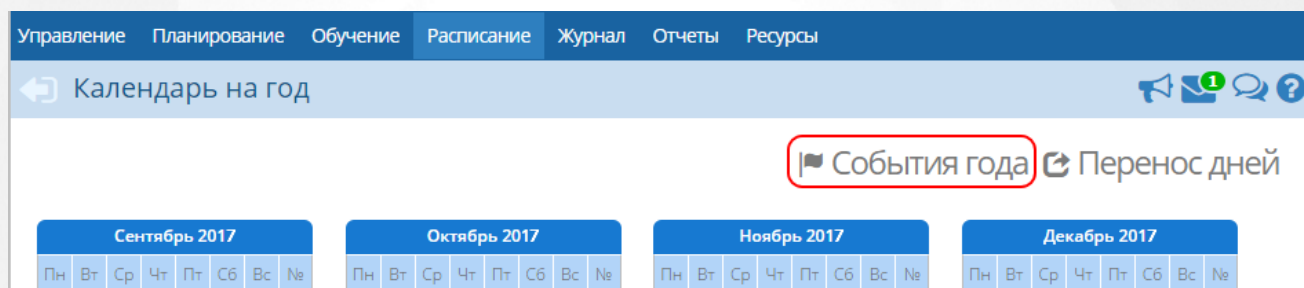 Управление Планирование Обучение Расписание Журнал Отчеты Ресурсы
Календарь на год 1 ?
События года Перенос дней
Сентябрь 2017 Октябрь 2017 Ноябрь 2017 Декабрь 2017
Пн Вт Ср Чт Пт Сб Вс № Пн Вт Ср Чт Пт Сб Вс № Пн Вт Ср Чт Пт Сб Вс № Пн Вт Ср Чт Пт Сб Вс №